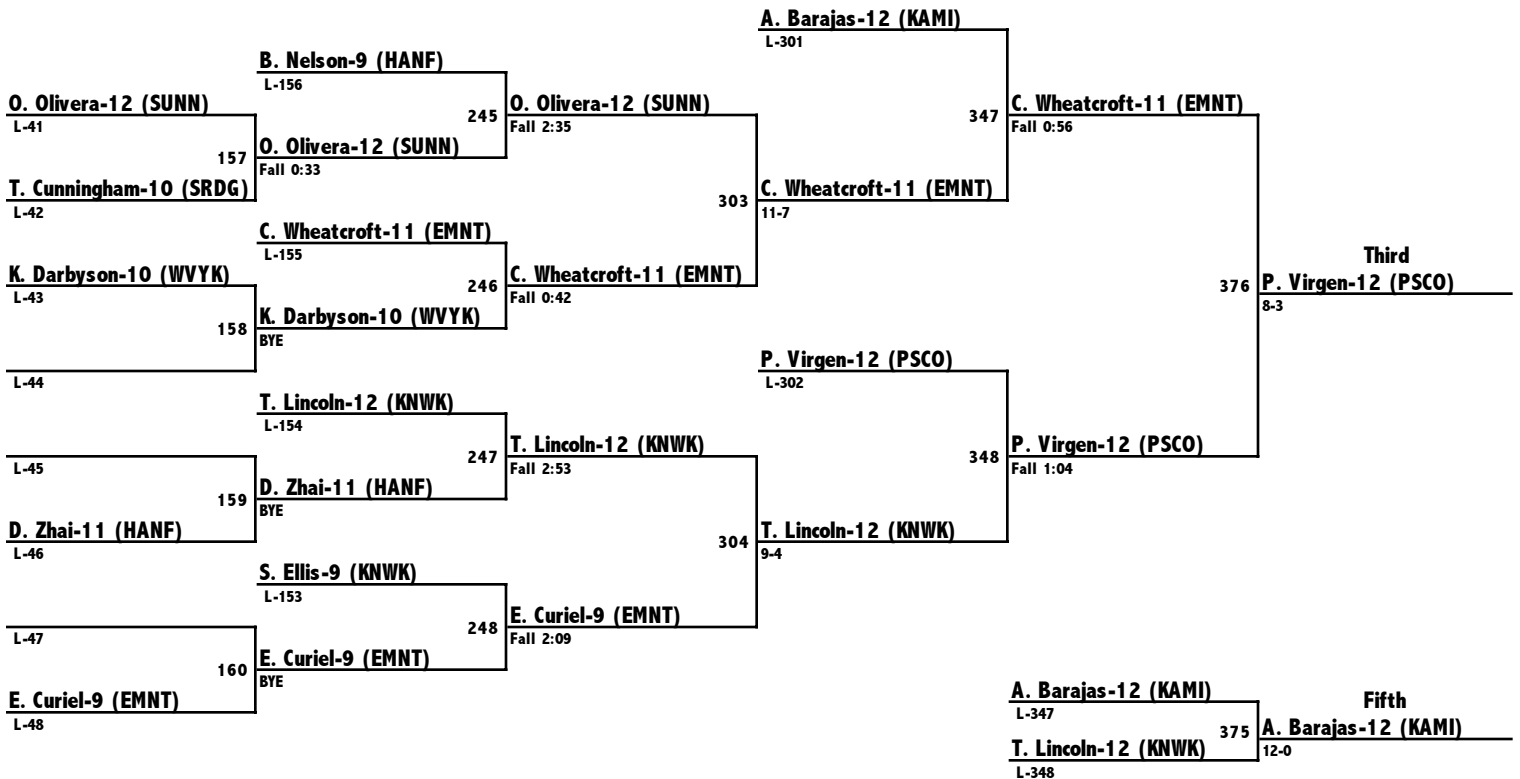 A. Barajas-12 (KAMI)
L-301
B. Nelson-9 (HANF)
L-156
O. Olivera-12 (SUNN)
L-41
245
O. Olivera-12 (SUNN)
Fall 2:35
347
C. Wheatcroft-11 (EMNT)
Fall 0:56
157
O. Olivera-12 (SUNN)
Fall 0:33
T. Cunningham-10 (SRDG)
L-42
303
C. Wheatcroft-11 (EMNT)
11-7
C. Wheatcroft-11 (EMNT)
L-155
K. Darbyson-10 (WVYK)
L-43
246
C. Wheatcroft-11 (EMNT)
Fall 0:42
376
Third
P. Virgen-12 (PSCO)
8-3
158
K. Darbyson-10 (WVYK)
BYE
L-44
P. Virgen-12 (PSCO)
L-302
T. Lincoln-12 (KNWK)
L-154
L-45
247
T. Lincoln-12 (KNWK)
Fall 2:53
348
P. Virgen-12 (PSCO)
Fall 1:04
159
D. Zhai-11 (HANF)
BYE
D. Zhai-11 (HANF)
L-46
304
T. Lincoln-12 (KNWK)
9-4
S. Ellis-9 (KNWK)
L-153
L-47
248
E. Curiel-9 (EMNT)
Fall 2:09
160
E. Curiel-9 (EMNT)
BYE
E. Curiel-9 (EMNT)
L-48
A. Barajas-12 (KAMI)
L-347
375
Fifth
A. Barajas-12 (KAMI)
12-0
T. Lincoln-12 (KNWK)
L-348